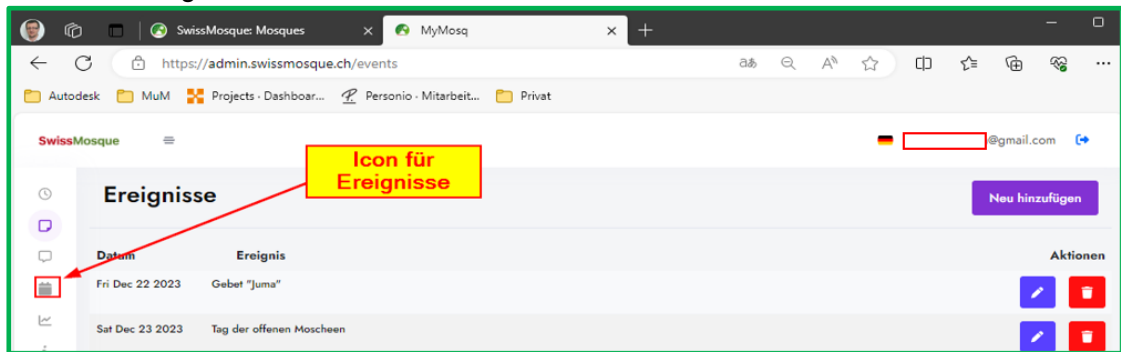 SwissMosque: Mosques
MyMosq
https://admin.swissmosque.ch/events
Autodesk MuM Projects - Dashboar... Personio - Mitarbeit... Privat
SwissMosque
@gmail.com
Icon für
Ereignisse
Ereignisse
Neu hinzufügen
Datum Ereignis Aktionen
Fri Dec 22 2023 Gebet "Juma"
Sat Dec 23 2023 Tag der offenen Moscheen